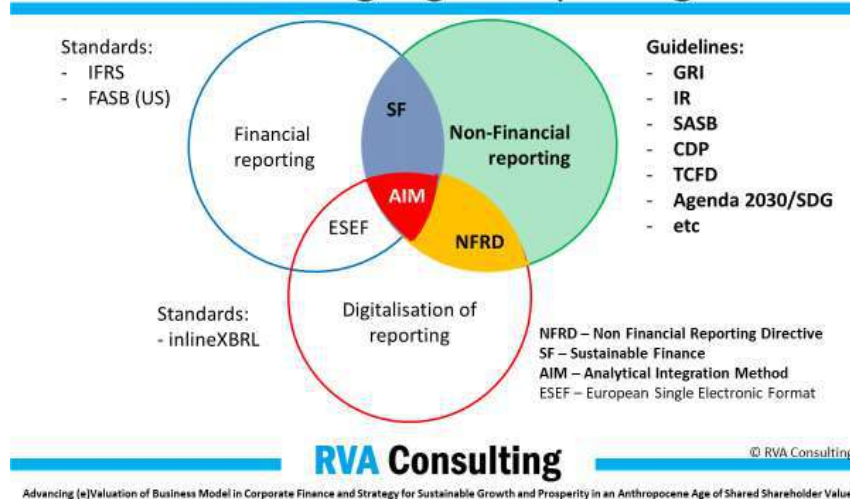 Standards:
- IFRS
- FASB (US)
Financial
reporting
SF
Non-Financial
reporting
AIM
ESEF
NFRD
Digitalisation of
reporting
Standards:
- inlineXBRL
Guidelines:
- GRI
- IR
- SASB
- CDP
- TCFD
- Agenda 2030/SDG
- etc
NFRD – Non Financial Reporting Directive
SF – Sustainable Finance
AIM – Analytical Integration Method
ESEF – European Single Electronic Format
RVA Consulting
© RVA Consulting
Advancing (e)Valuation of Business Model in Corporate Finance and Strategy for Sustainable Growth and Prosperity in an Anthropocene Age of Shared Shareholder Valu